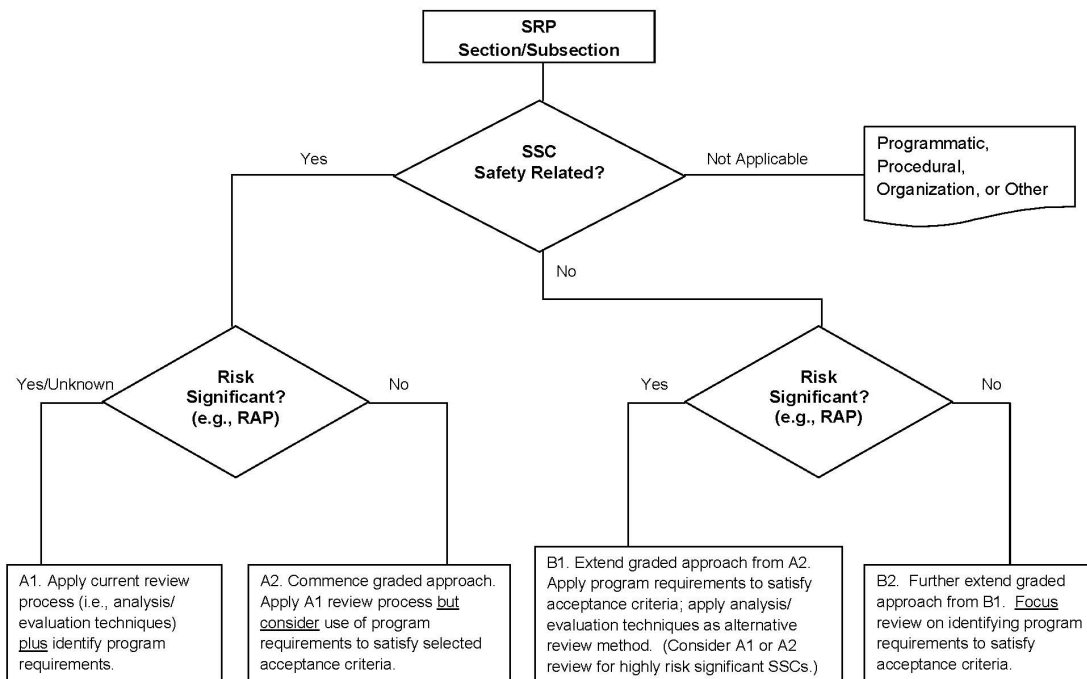 SRP
Section/Subsection
SSC
Safety Related?
Yes
Not Applicable
Programmatic,
Procedural,
Organization, or Other
No
Risk
Significant?
(e.g., RAP)
Yes/Unknown
No
Risk
Significant?
(e.g., RAP)
Yes
No
A1. Apply current review
process (i.e., analysis/
evaluation techniques)
plus identify program
requirements.
A2. Commence graded approach.
Apply A1 review process but
consider use of program
requirements to satisfy selected
acceptance criteria.
B1. Extend graded approach from A2.
Apply program requirements to satisfy
acceptance criteria; apply analysis/
evaluation techniques as alternative
review method. (Consider A1 or A2
review for highly risk significant SSCs.)
B2. Further extend graded
approach from B1. Focus
review on identifying program
requirements to satisfy
acceptance criteria.